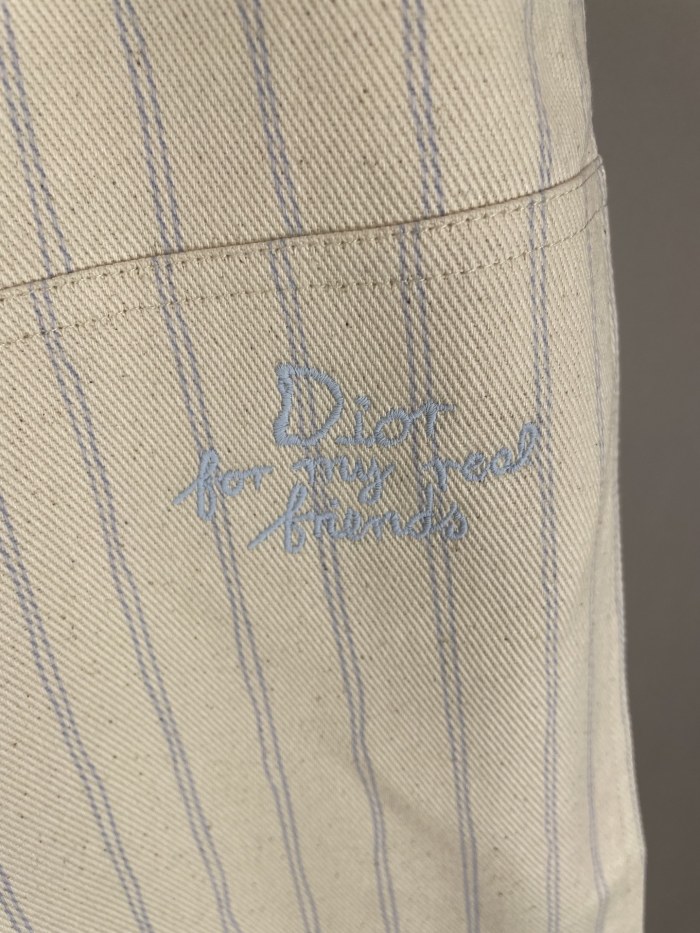 Dior
for my real
friends